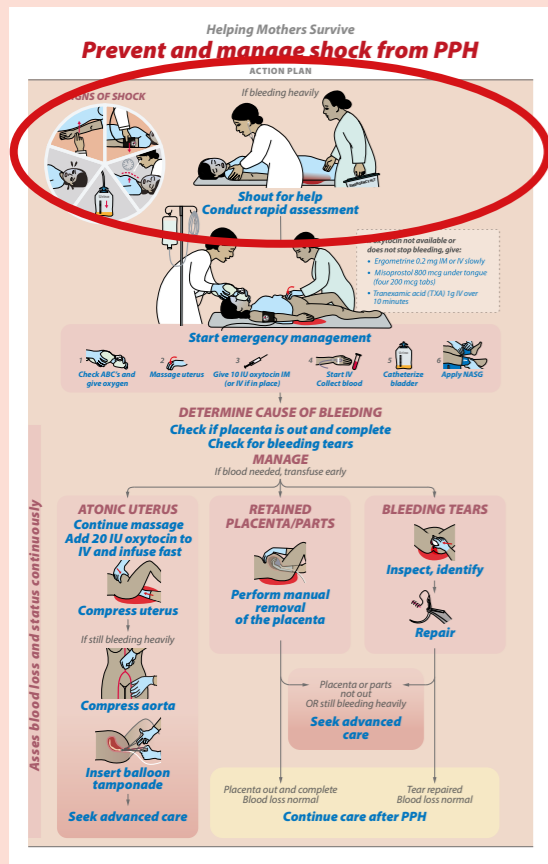 Helping Mothers Survive
Prevent and manage shock from PPH
ACTION PLAN
OF SHOCK
If bleeding heavily
Shout for help
Conduct rapid assessment
oxytocin not available or
does not stop bleeding, give:
• Ergometrine 0.2 mg IM or IV slowly
• Misoprostol 800 mcg under tongue
(four 200 mcg tabs)
• Tranexamic acid (TXA) 1g IV over
10 minutes
Start emergency management
1
Check ABC's and
give oxygen
2
Massage uterus
3
Give 10 IU oxytocin IM
(or IV if in place)
4
Start IV
Collect blood
5
Catheterize
bladder
6
Apply NASG
DETERMINE CAUSE OF BLEEDING
Check if placenta is out and complete
Check for bleeding tears
MANAGE
If blood needed, transfuse early
Asses blood loss and status continuously
ATONIC UTERUS
Continue massage
Add 20 IU oxytocin to
IV and infuse fast
Compress uterus
If still bleeding heavily
Compress aorta
Insert balloon
tamponade
Seek advanced care
RETAINED
PLACENTA/PARTS
Perform manual
removal
of the placenta
BLEEDING TEARS
Inspect, identify
Repair
Placenta or parts
not out
OR still bleeding heavily
Seek advanced
care
Placenta out and complete
Blood loss normal
Tear repaired
Blood loss normal
Continue care after PPH